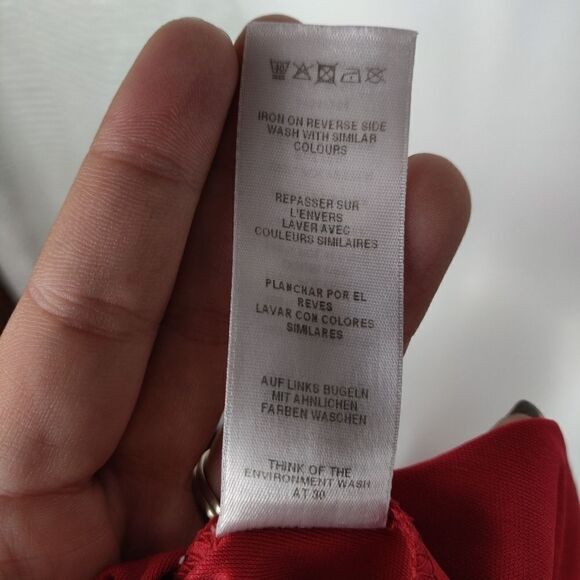 IRON ON REVERSE SIDE
WASH WITH SIMILAR
COLOURS
REPASSER SUR
L'ENVERS
LAVER AVEC
COULEURS SIMILAIRES
PLANCHAR POR EL
REVES
LAVAR CON COLORES
SIMILARES
AUF LINKS BUGELN
MIT AHNLICHEN
FARBEN WASCHEN
THINK OF THE
ENVIRONMENT WASH
AT 30